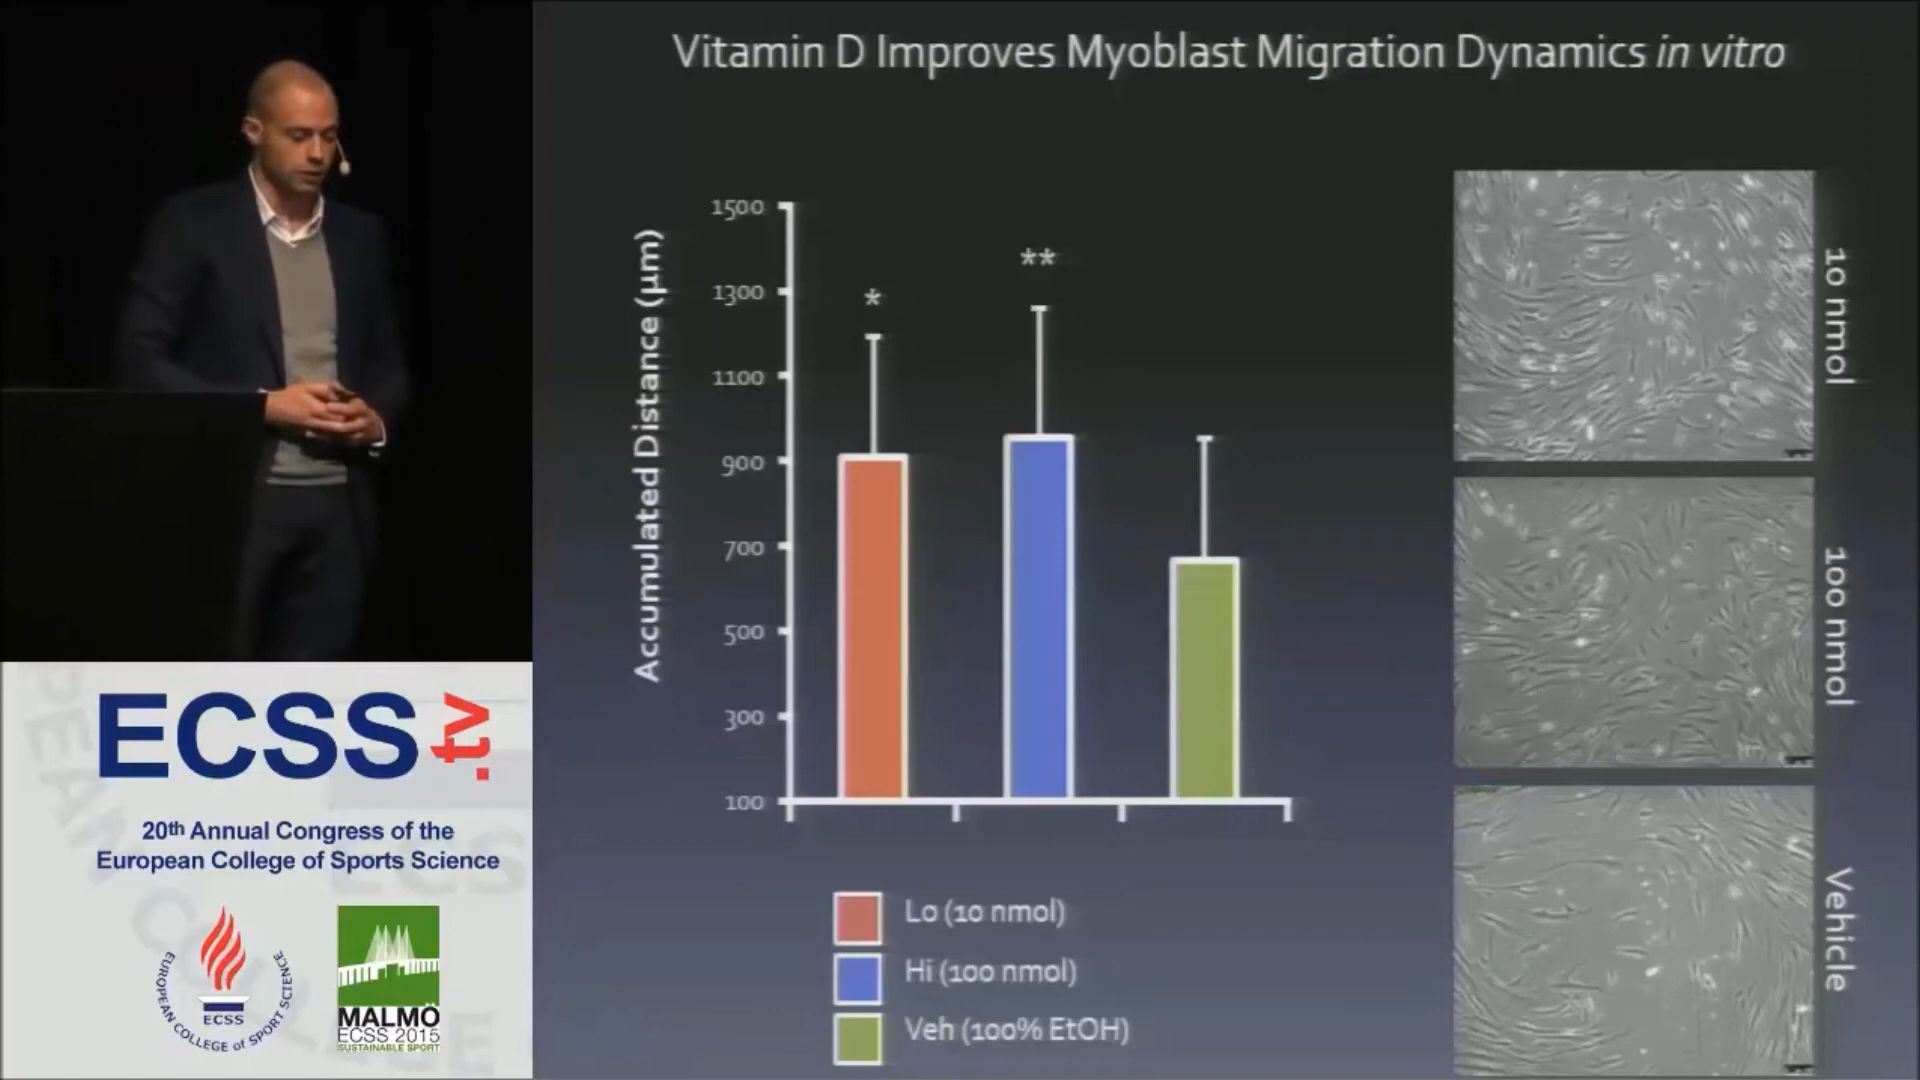 Vitamin D Improves Myoblast Migration Dynamics in vitro
Accumulated Distance (µm)
1500
1300
1100
900
700
500
300
100
*
**
Lo (10 nmol)
Hi (100 nmol)
Veh (100% EtOH)
10 nmol
100 nmol
Vehicle
ECSS.tv
20th Annual Congress of the
European College of Sports Science
EUROPEAN COLLEGE of SPORT SCIENCE
ECSS
MALMÖ
ECSS 2015
SUSTAINABLE SPORT